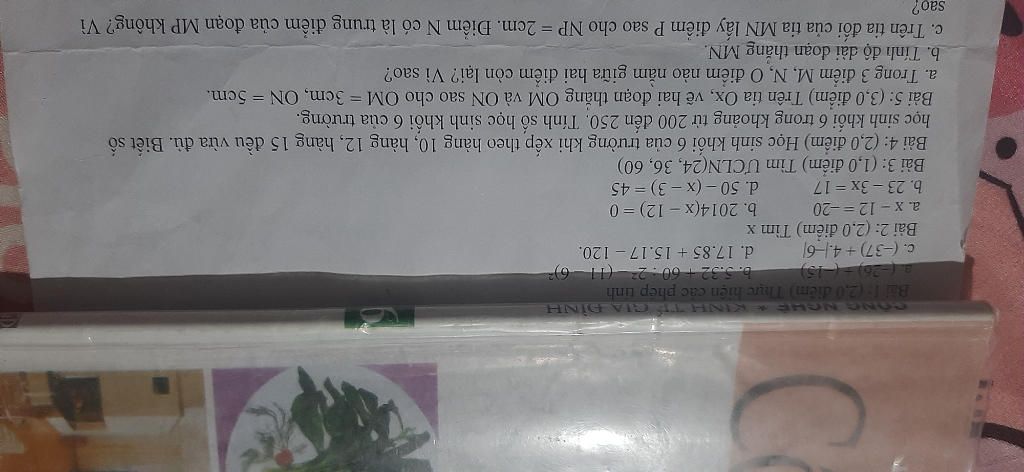 CÔNG NGHỆ * KINH TẾ GIA ĐÌNH
Bài 1: (2,0 điểm) Thực hiện các phép tính
a. (–26) + (–15) b. 5.32 + 60 : 2² – (11 – 6)²
c. (–37) + 4.|–6| d. 17.85 + 15.17 – 120.
Bài 2: (2,0 điểm) Tìm x
a. x – 12 = –20 b. 2014(x – 12) = 0
b. 23 – 3x = 17 d. 50 – (x – 3) = 45
Bài 3: (1,0 điểm) Tìm ƯCLN(24, 36, 60)
Bài 4: (2,0 điểm) Học sinh khối 6 của trường khi xếp theo hàng 10, hàng 12, hàng 15 đều vừa đủ. Biết số
học sinh khối 6 trong khoảng từ 200 đến 250. Tính số học sinh khối 6 của trường.
Bài 5: (3,0 điểm) Trên tia Ox, vẽ hai đoạn thẳng OM và ON sao cho OM = 3cm, ON = 5cm.
a. Trong 3 điểm M, N, O điểm nào nằm giữa hai điểm còn lại? Vì sao?
b. Tính độ dài đoạn thẳng MN.
c. Trên tia đối của tia MN lấy điểm P sao cho NP = 2cm. Điểm N có là trung điểm của đoạn MP không? Vì
sao?
6